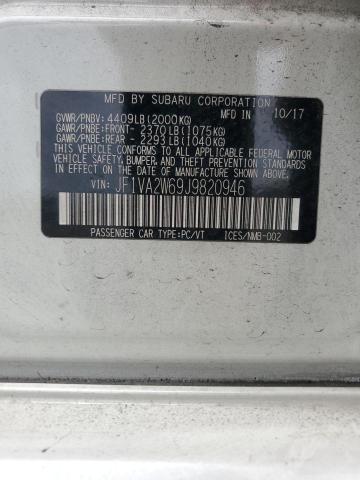 MFD BY SUBARU CORPORATION
GVWR/PNBV: 4409LB(2000KG) MFD IN 10/17
GAWR/PNBE:FRONT- 2370LB(1075KG)
GAWR/PNBE:REAR - 2293LB(1040KG)
THIS VEHICLE CONFORMS TO ALL APPLICABLE FEDERAL MOTOR
VEHICLE SAFETY, BUMPER, AND THEFT PREVENTION STANDARDS
IN EFFECT ON THE DATE OF MANUFACTURE SHOWN ABOVE.
VIN: JF1VA2W69J9820946
PASSENGER CAR TYPE:PC/VT ICES/NMB-002